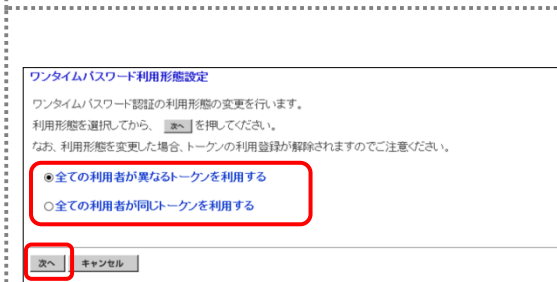 ワンタイムパスワード利用形態設定
ワンタイムパスワード認証の利用形態の変更を行います。
利用形態を選択してから、 次へ を押してください。
なお、利用形態を変更した場合、トークンの利用登録が解除されますのでご注意ください。
◉全ての利用者が異なるトークンを利用する
○全ての利用者が同じトークンを利用する
次へ キャンセル